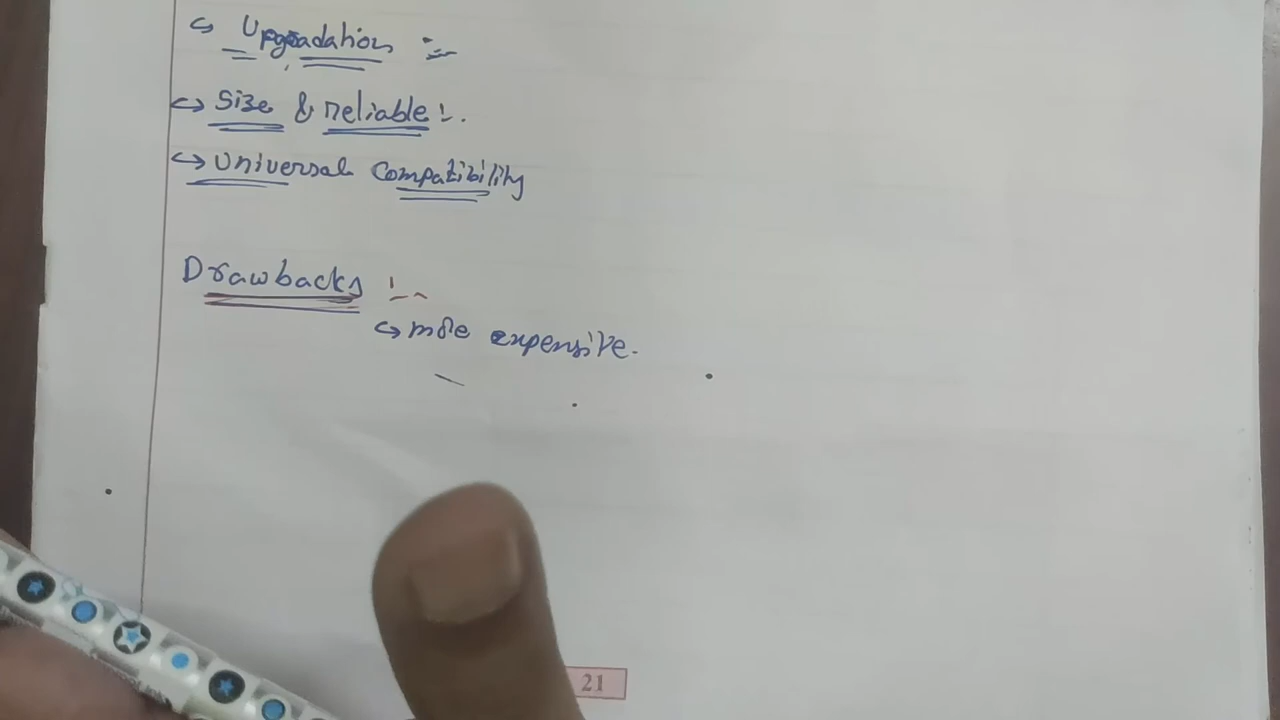 ↪ Upgradation :-
↪ Size & reliable :.
↪ Universal Compatibility
Drawbacks :-
↪ more expensive.
21